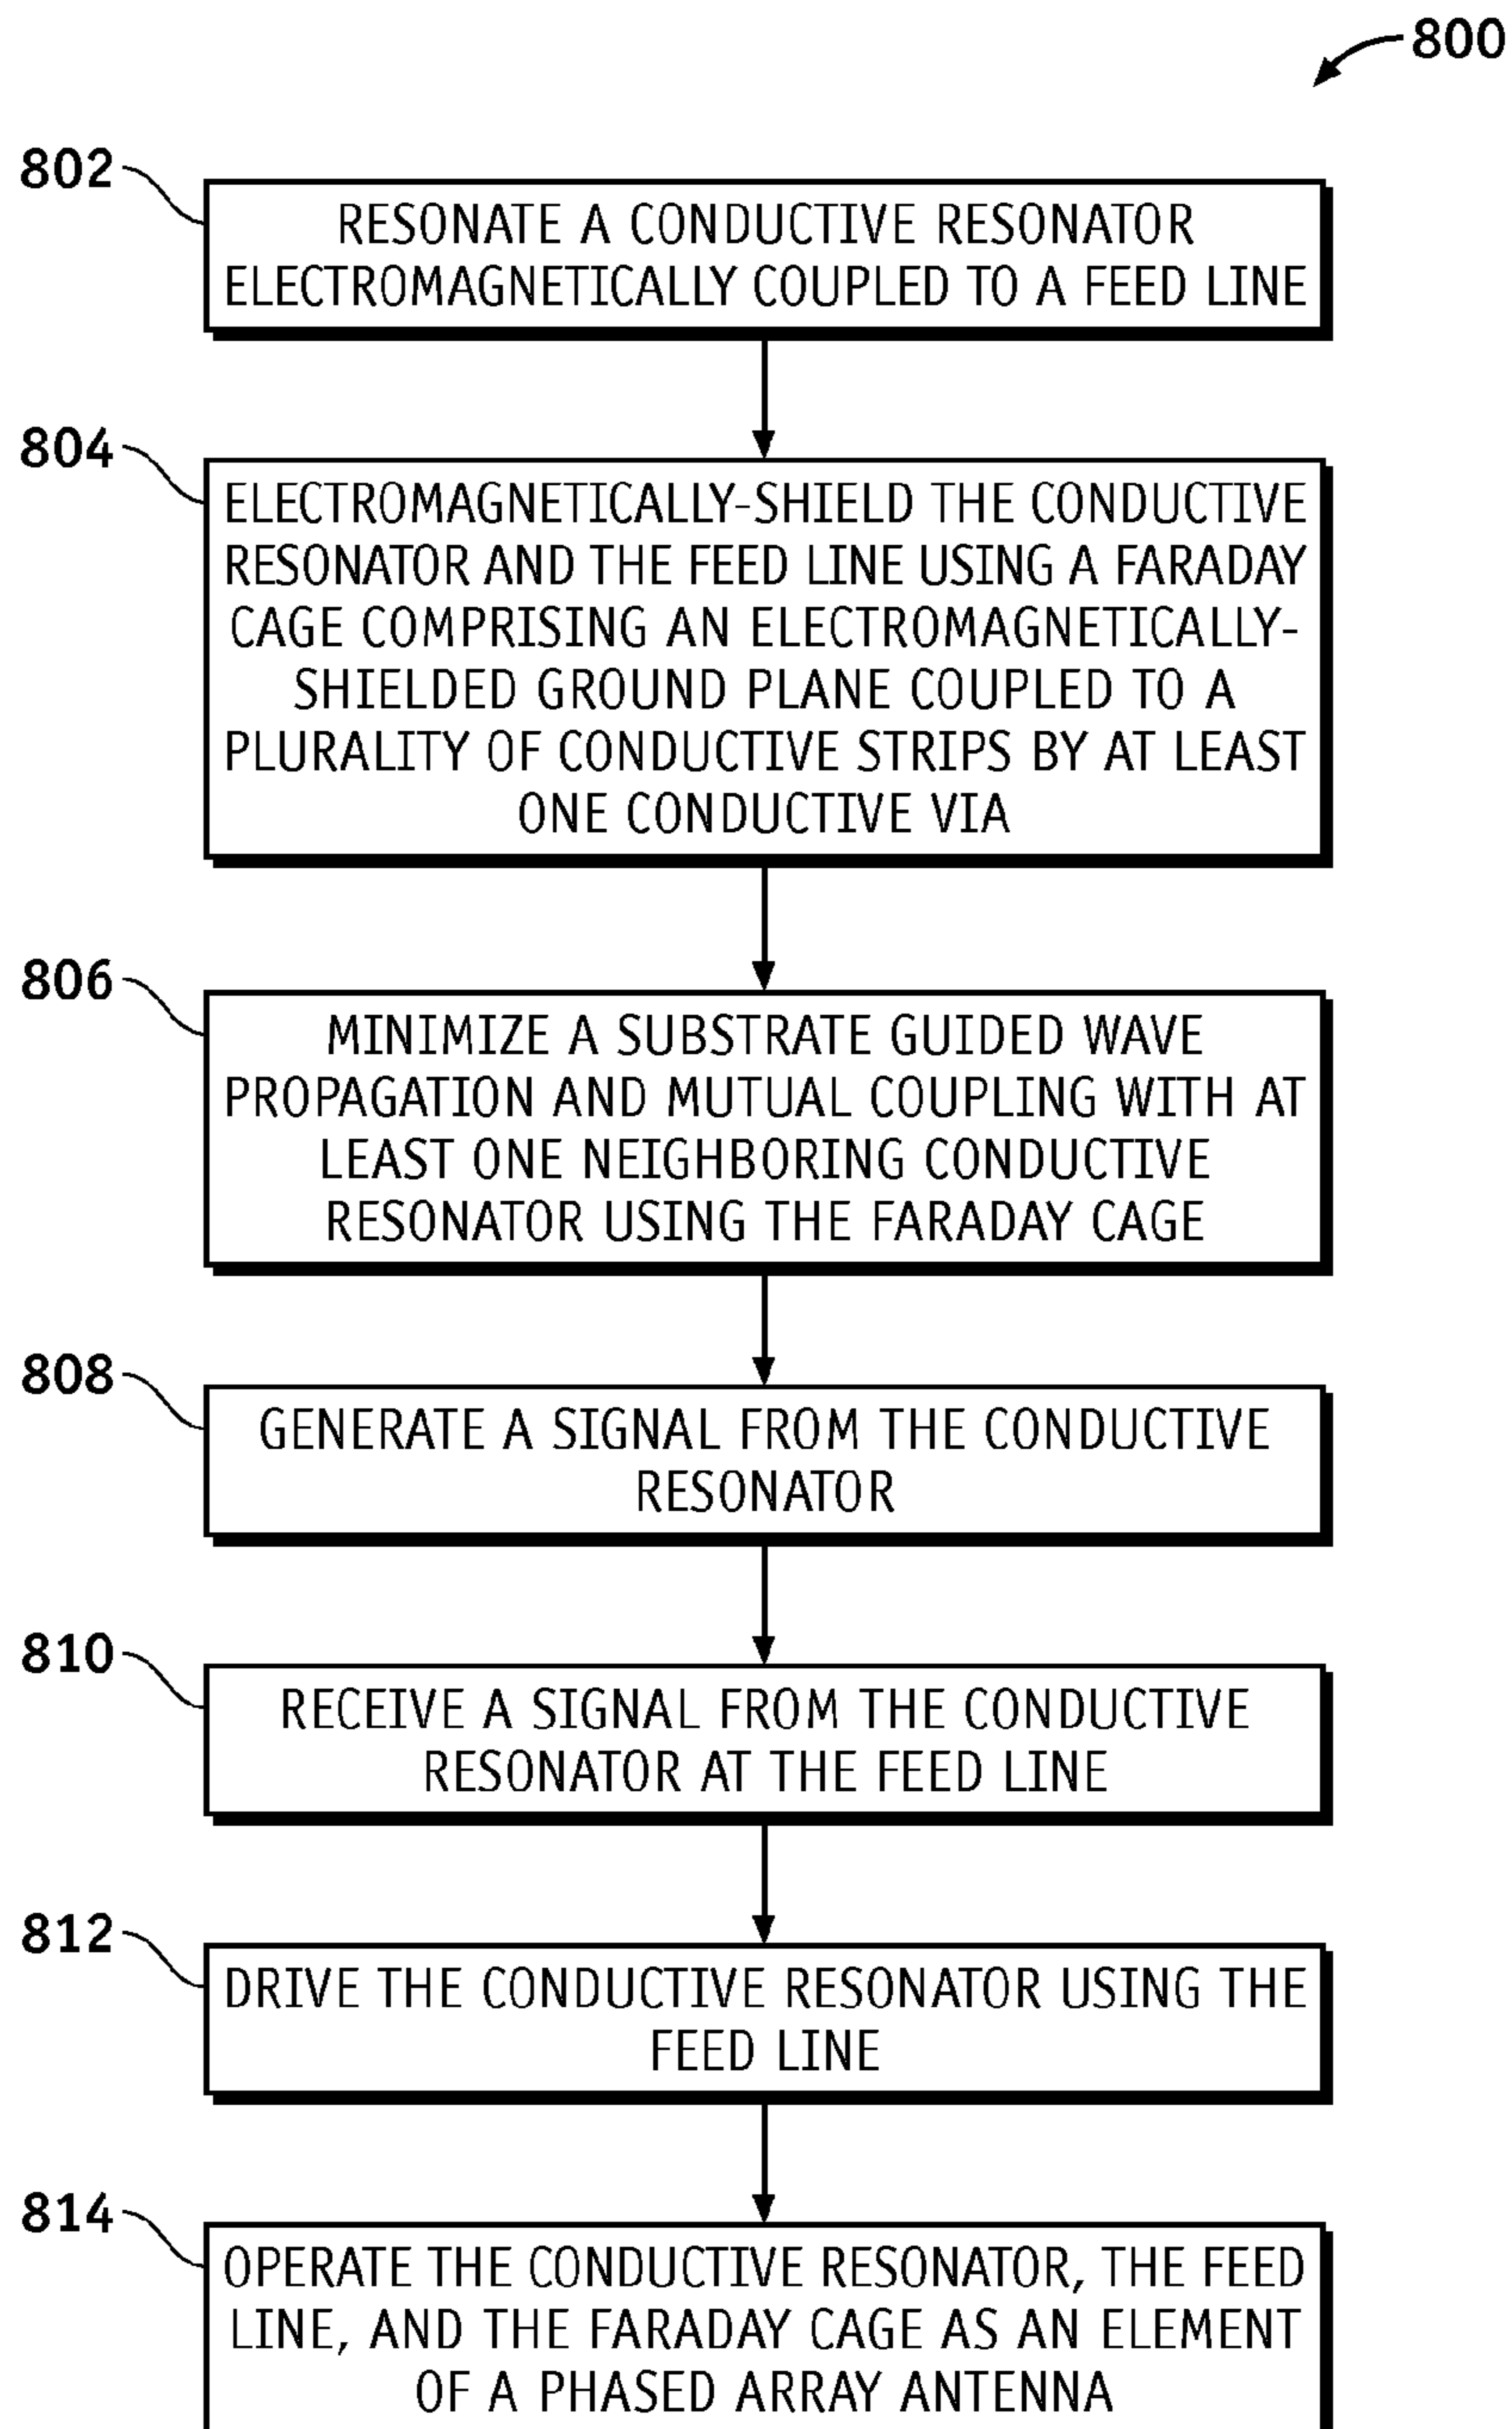 800
802
RESONATE A CONDUCTIVE RESONATOR
ELECTROMAGNETICALLY COUPLED TO A FEED LINE
804
ELECTROMAGNETICALLY-SHIELD THE CONDUCTIVE
RESONATOR AND THE FEED LINE USING A FARADAY
CAGE COMPRISING AN ELECTROMAGNETICALLY-
SHIELDED GROUND PLANE COUPLED TO A
PLURALITY OF CONDUCTIVE STRIPS BY AT LEAST
ONE CONDUCTIVE VIA
806
MINIMIZE A SUBSTRATE GUIDED WAVE
PROPAGATION AND MUTUAL COUPLING WITH AT
LEAST ONE NEIGHBORING CONDUCTIVE
RESONATOR USING THE FARADAY CAGE
808
GENERATE A SIGNAL FROM THE CONDUCTIVE
RESONATOR
810
RECEIVE A SIGNAL FROM THE CONDUCTIVE
RESONATOR AT THE FEED LINE
812
DRIVE THE CONDUCTIVE RESONATOR USING THE
FEED LINE
814
OPERATE THE CONDUCTIVE RESONATOR, THE FEED
LINE, AND THE FARADAY CAGE AS AN ELEMENT
OF A PHASED ARRAY ANTENNA